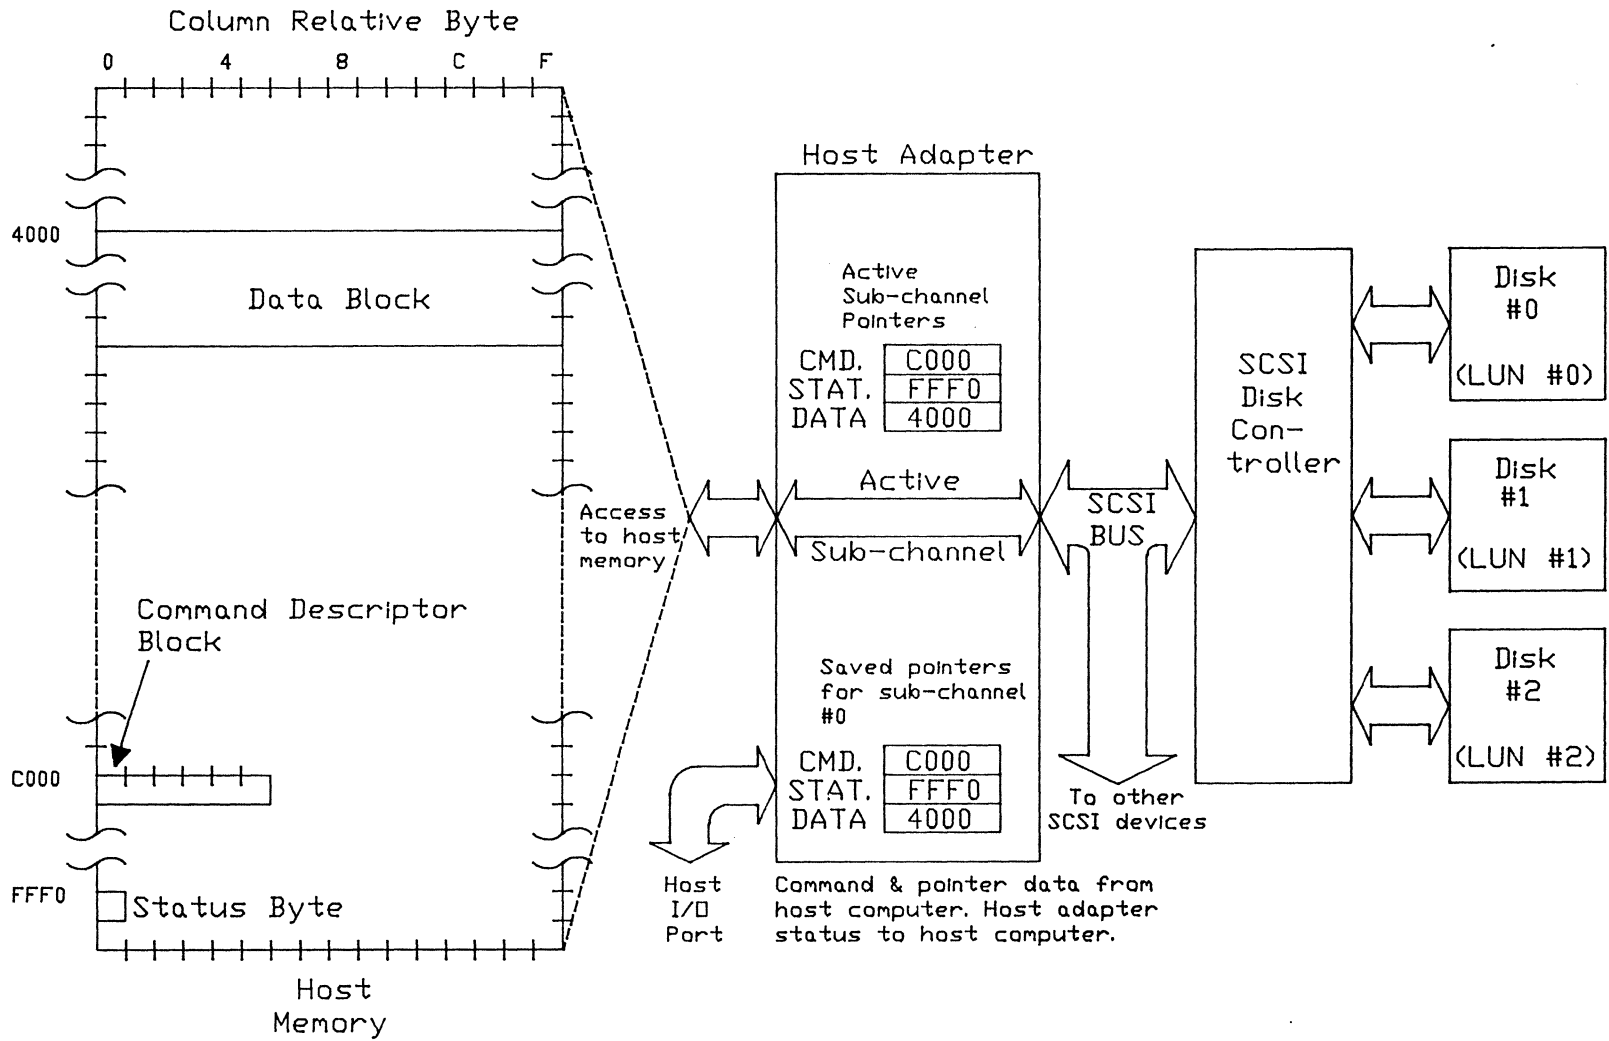 Column Relative Byte
0 4 8 C F
4000
Data Block
Command Descriptor
Block
C000
FFF0
Status Byte
Host
Memory
Access
to host
memory
Host Adapter
Active
Sub-channel
Pointers
CMD. C000
STAT. FFF0
DATA 4000
Active
Sub-channel
Saved pointers
for sub-channel
#0
CMD. C000
STAT. FFF0
DATA 4000
Host
I/O
Port
Command & pointer data from
host computer. Host adapter
status to host computer.
SCSI
BUS
To other
SCSI devices
SCSI
Disk
Con-
troller
Disk
#0
(LUN #0)
Disk
#1
(LUN #1)
Disk
#2
(LUN #2)